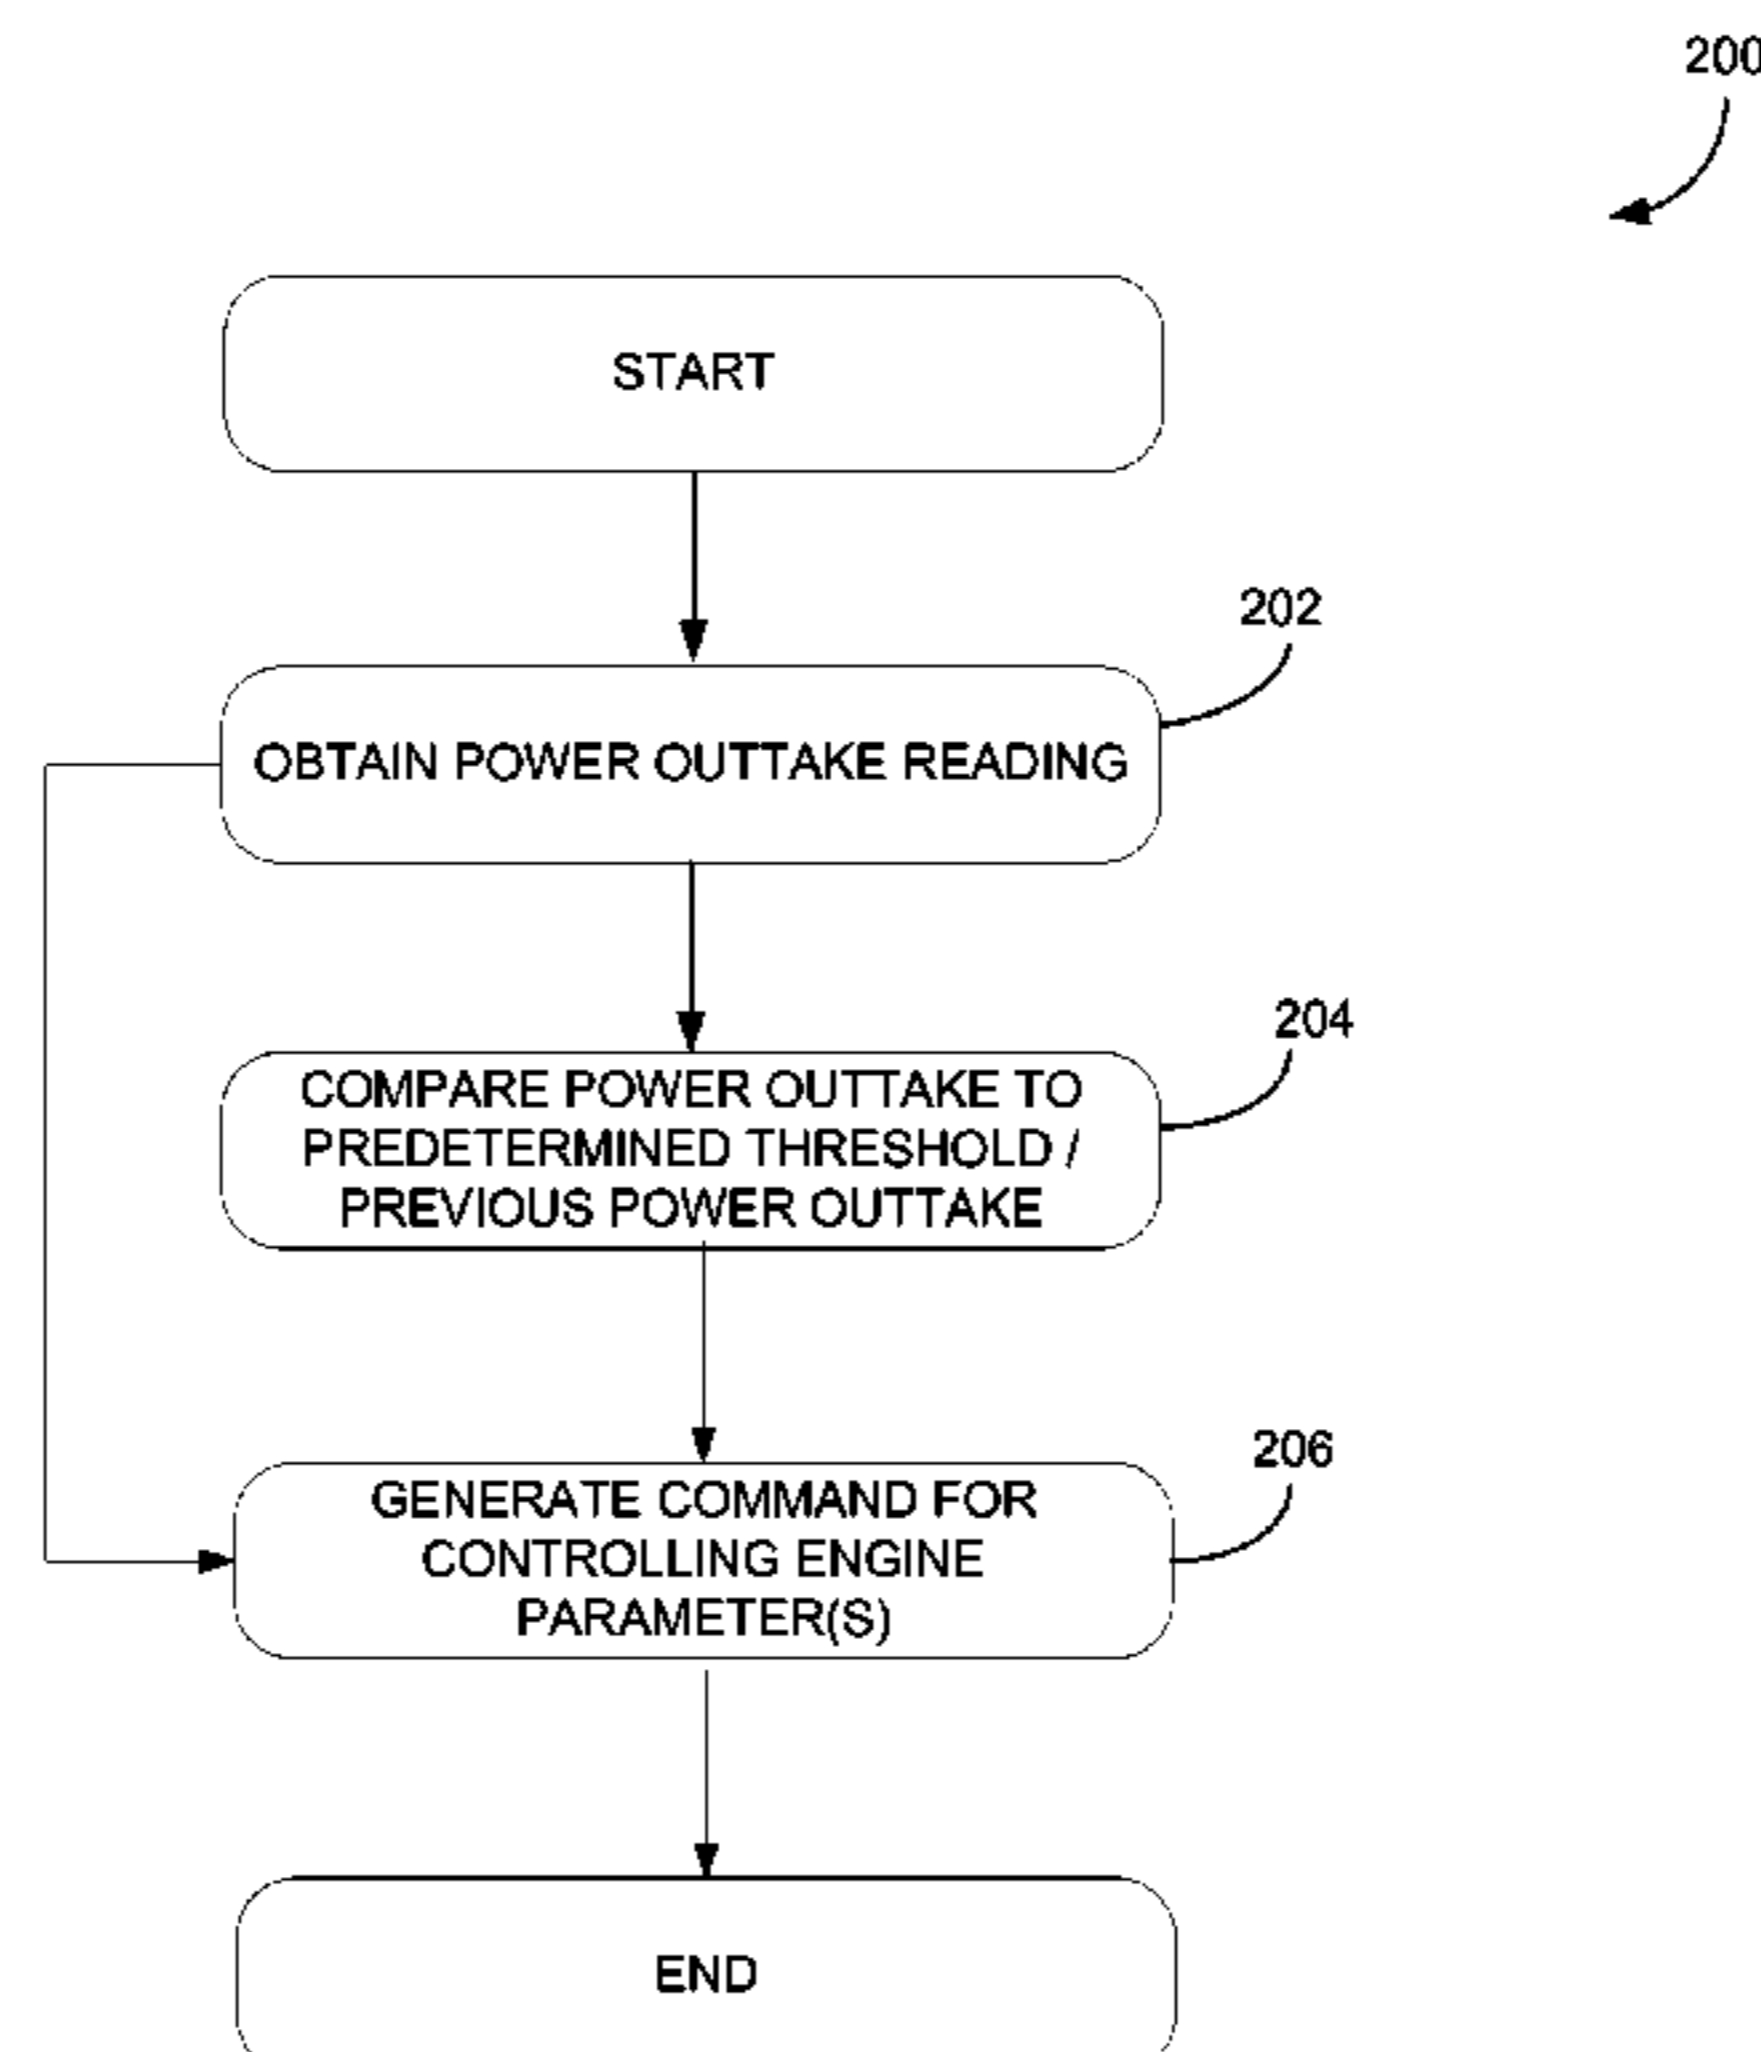 200
START
202
OBTAIN POWER OUTTAKE READING
204
COMPARE POWER OUTTAKE TO
PREDETERMINED THRESHOLD /
PREVIOUS POWER OUTTAKE
206
GENERATE COMMAND FOR
CONTROLLING ENGINE
PARAMETER(S)
END